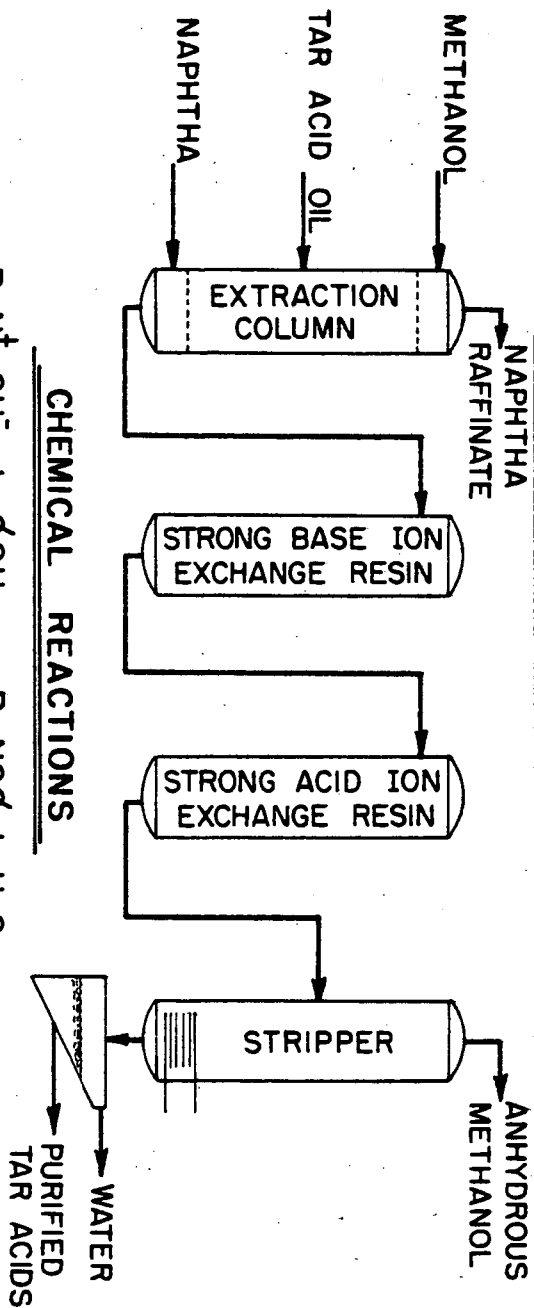 METHANOL
TAR ACID OIL
NAPHTHA
EXTRACTION
COLUMN
NAPHTHA
RAFFINATE
STRONG BASE ION
EXCHANGE RESIN
STRONG ACID ION
EXCHANGE RESIN
STRIPPER
ANHYDROUS
METHANOL
WATER
PURIFIED
TAR ACIDS
CHEMICAL REACTIONS